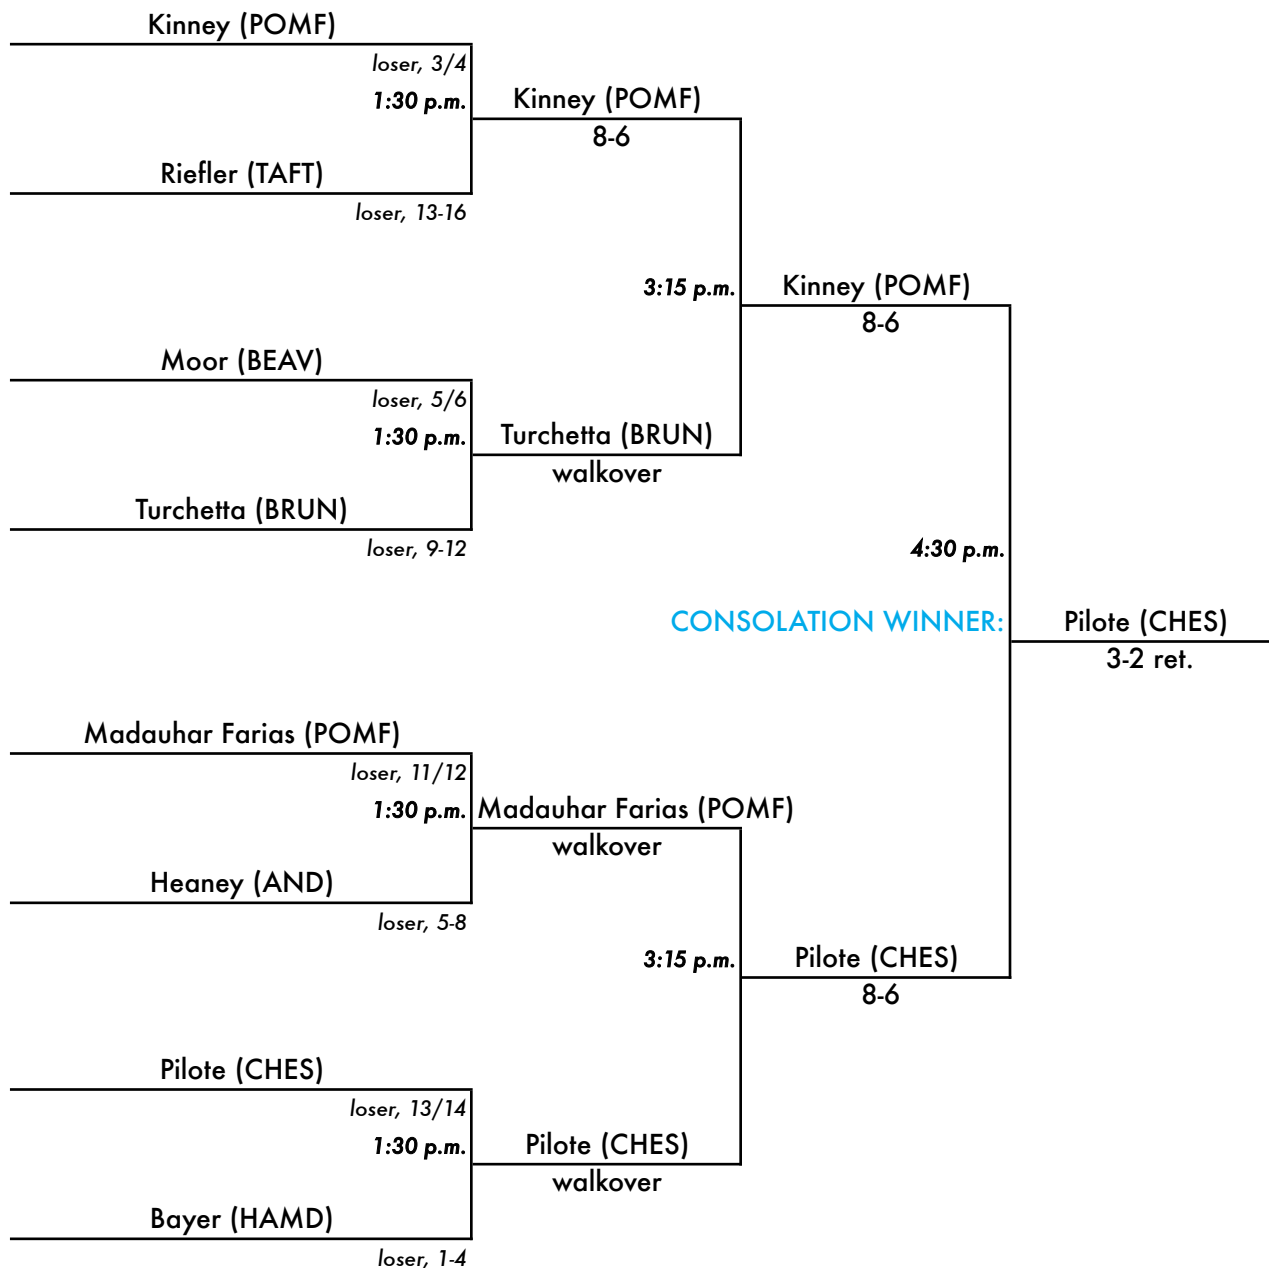 Kinney (POMF)
loser, 3/4
1:30 p.m.
Kinney (POMF)
8-6
Riefler (TAFT)
loser, 13-16
3:15 p.m.
Kinney (POMF)
8-6
Moor (BEAV)
loser, 5/6
1:30 p.m.
Turchetta (BRUN)
walkover
Turchetta (BRUN)
loser, 9-12
4:30 p.m.
CONSOLATION WINNER:
Pilote (CHES)
3-2 ret.
Madauhar Farias (POMF)
loser, 11/12
1:30 p.m.
Madauhar Farias (POMF)
walkover
Heaney (AND)
loser, 5-8
3:15 p.m.
Pilote (CHES)
8-6
Pilote (CHES)
loser, 13/14
1:30 p.m.
Pilote (CHES)
walkover
Bayer (HAMD)
loser, 1-4